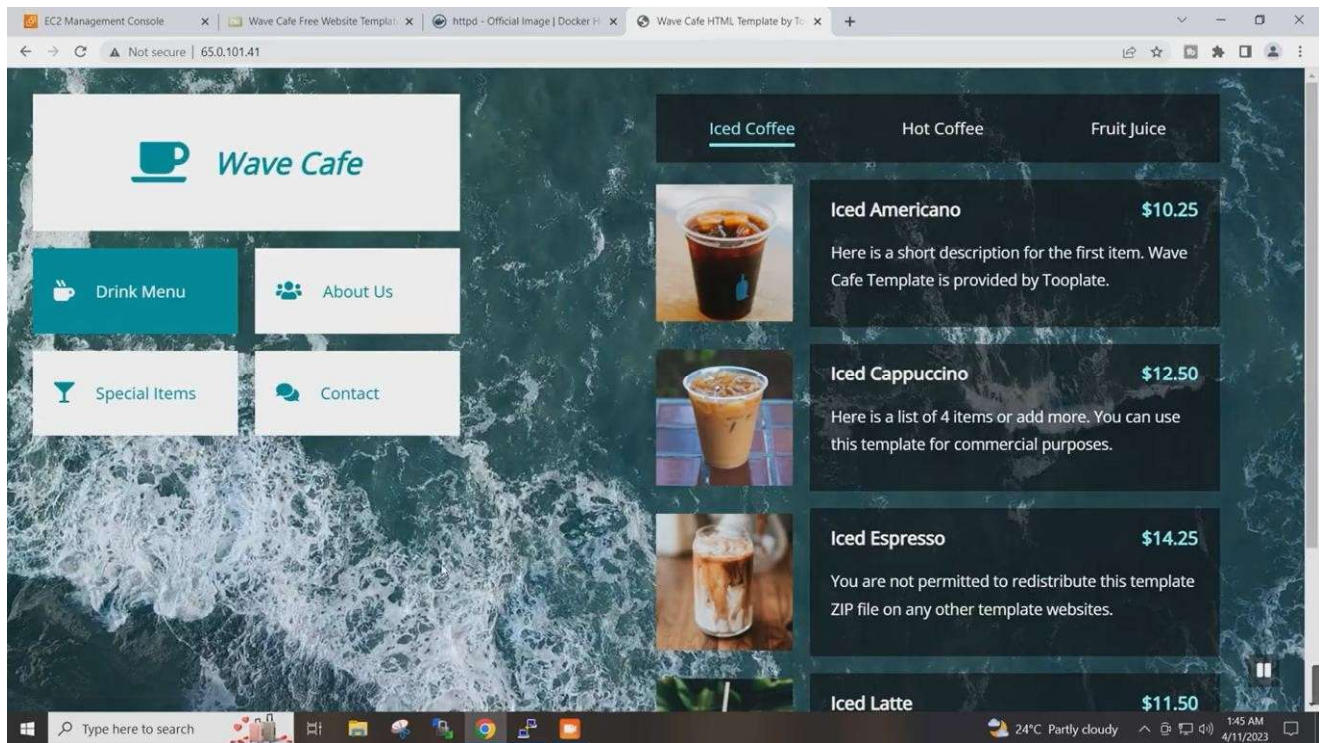 EC2 Management Console
Wave Cafe Free Website Templat
httpd - Official Image | Docker H
Wave Cafe HTML Template by To
Not secure | 65.0.101.41
Wave Cafe
Drink Menu
About Us
Special Items
Contact
Iced Coffee
Hot Coffee
Fruit Juice
Iced Americano
$10.25
Here is a short description for the first item. Wave
Cafe Template is provided by Tooplate.
Iced Cappuccino
$12.50
Here is a list of 4 items or add more. You can use
this template for commercial purposes.
Iced Espresso
$14.25
You are not permitted to redistribute this template
ZIP file on any other template websites.
Iced Latte
$11.50
Type here to search
24°C Partly cloudy
1:45 AM
4/11/2023